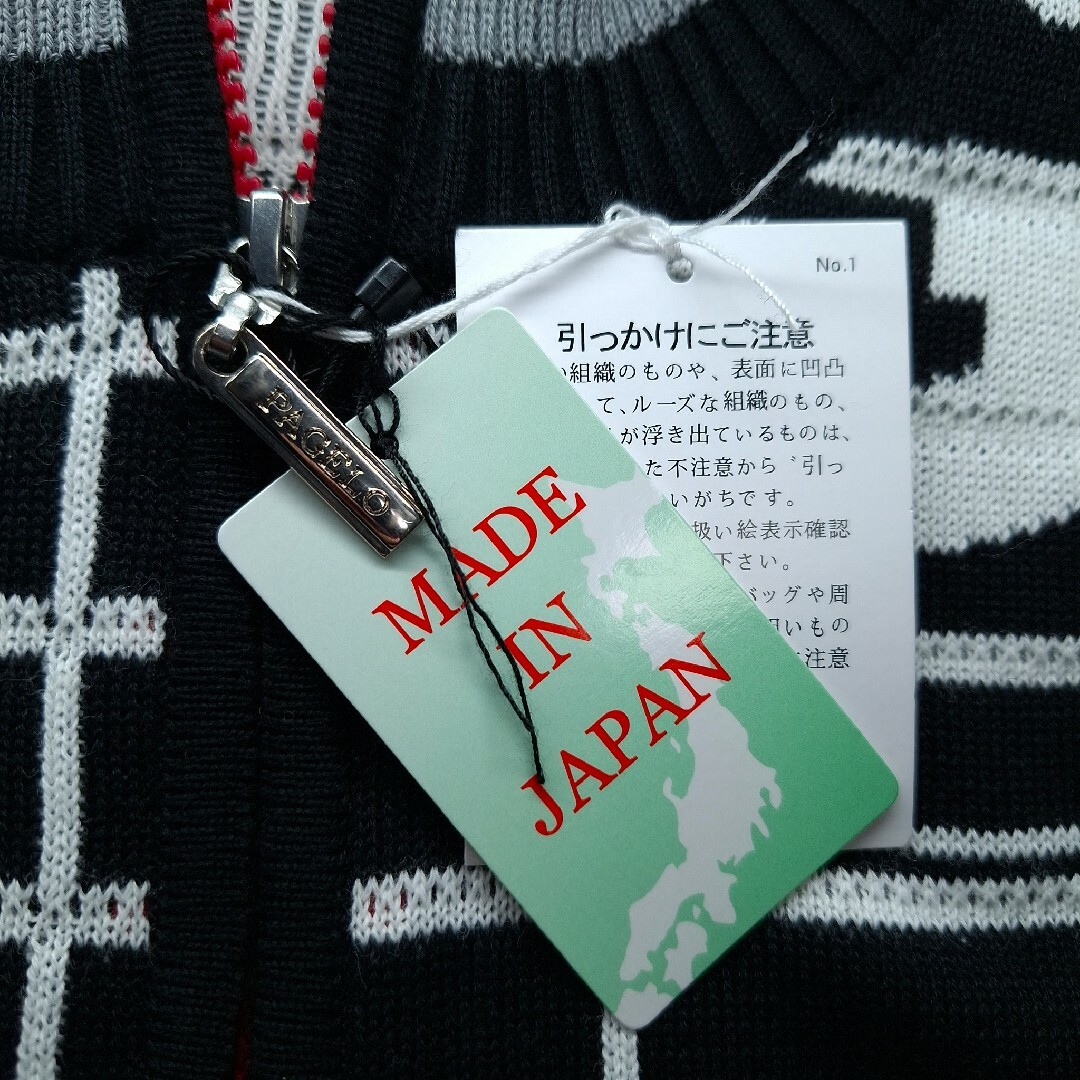 No.1
引っかけにご注意
組織のものや、表面に凹凸
て、ルーズな組織のもの、
が浮き出ているものは、
た不注意から〝引っ
いがちです。
扱い絵表示確認
下さい。
バッグや周
いもの
注意
PAGELO
MADE
IN
JAPAN